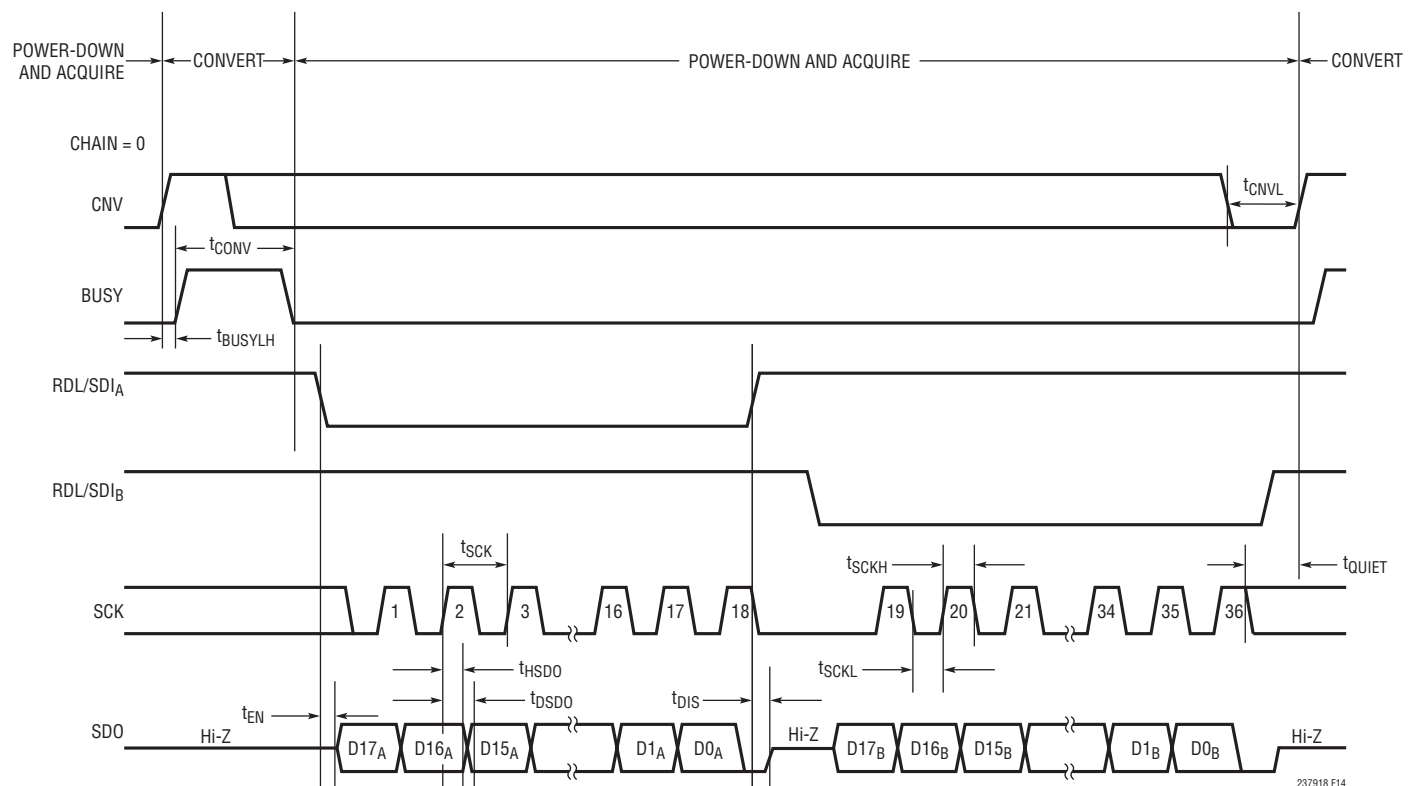 POWER-DOWN
AND ACQUIRE
CONVERT
POWER-DOWN AND ACQUIRE
CONVERT
CHAIN = 0
CNV
tCNVL
tCONV
BUSY
tBUSYLH
RDL/SDIA
RDL/SDIB
tSCK
tSCKH
tQUIET
SCK
1
2
3
16
17
18
19
20
21
34
35
36
tHSDO
tSCKL
tDSDO
tDIS
tEN
SDO
Hi-Z
D17A
D16A
D15A
D1A
D0A
Hi-Z
D17B
D16B
D15B
D1B
D0B
Hi-Z
237918 F14